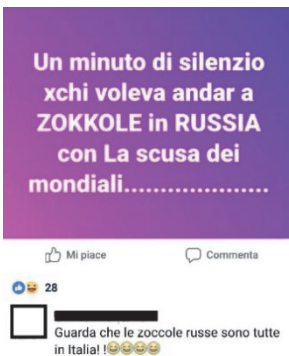 Un minuto di silenzio
xchi voleva andar a
ZOKKOLE in RUSSIA
con La scusa dei
mondiali....................
Mi piace
Commenta
28
Guarda che le zoccole russe sono tutte
in Italia! !😂😂😂😂